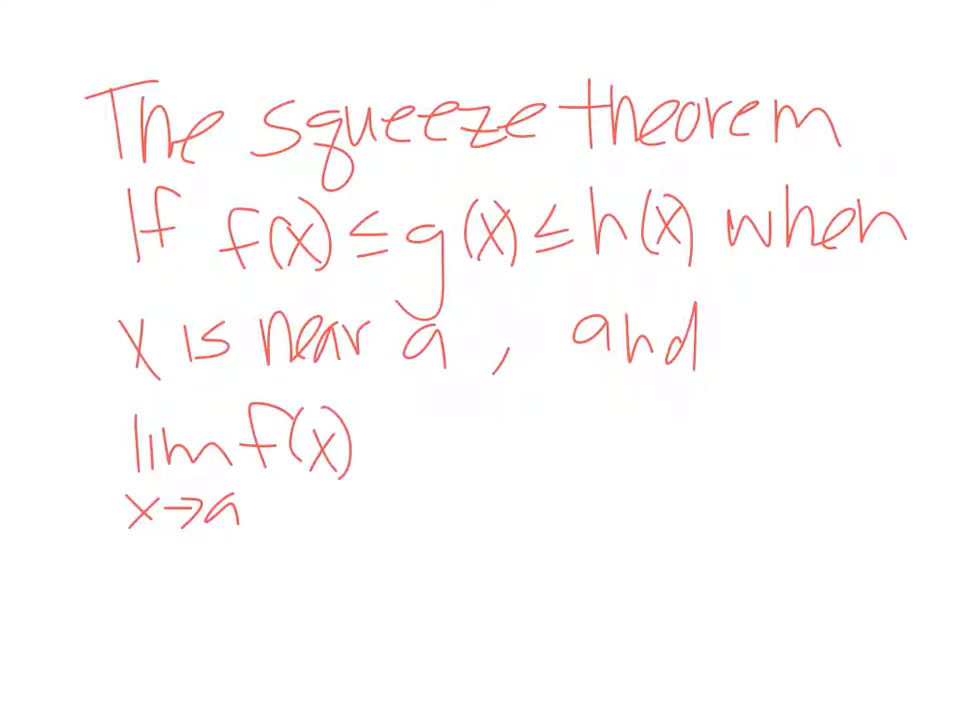 The squeeze theorem
If f(x) ≤ g(x) ≤ h(x) when
x is near a, and
lim f(x)
x→a